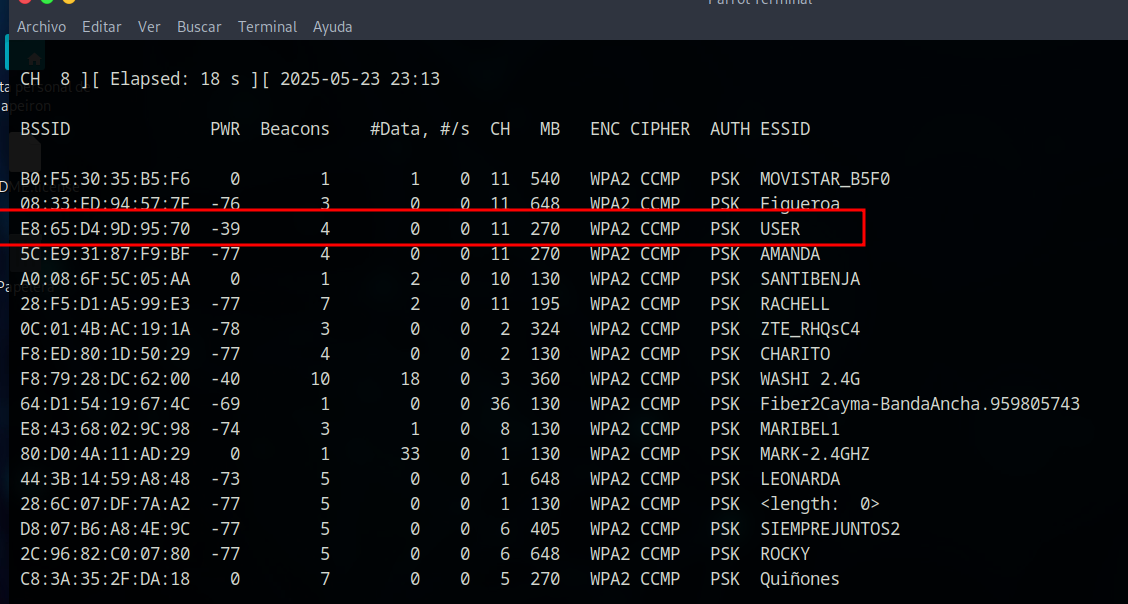 Archivo Editar Ver Buscar Terminal Ayuda
CH 8 ][ Elapsed: 18 s ][ 2025-05-23 23:13
BSSID PWR Beacons #Data, #/s CH MB ENC CIPHER AUTH ESSID
B0:F5:30:35:B5:F6 0 1 1 0 11 540 WPA2 CCMP PSK MOVISTAR_B5F0
08:33:ED:94:57:7F -76 3 0 0 11 648 WPA2 CCMP PSK Figueroa
E8:65:D4:9D:95:70 -39 4 0 0 11 270 WPA2 CCMP PSK USER
5C:E9:31:87:F9:BF -77 4 0 0 11 270 WPA2 CCMP PSK AMANDA
A0:08:6F:5C:05:AA 0 1 2 0 10 130 WPA2 CCMP PSK SANTIBENJA
28:F5:D1:A5:99:E3 -77 7 2 0 11 195 WPA2 CCMP PSK RACHELL
0C:01:4B:AC:19:1A -78 3 0 0 2 324 WPA2 CCMP PSK ZTE_RHQsC4
F8:ED:80:1D:50:29 -77 4 0 0 2 130 WPA2 CCMP PSK CHARITO
F8:79:28:DC:62:00 -40 10 18 0 3 360 WPA2 CCMP PSK WASHI 2.4G
64:D1:54:19:67:4C -69 1 0 0 36 130 WPA2 CCMP PSK Fiber2Cayma-BandaAncha.959805743
E8:43:68:02:9C:98 -74 3 1 0 8 130 WPA2 CCMP PSK MARIBEL1
80:D0:4A:11:AD:29 0 1 33 0 1 130 WPA2 CCMP PSK MARK-2.4GHZ
44:3B:14:59:A8:48 -73 5 0 0 1 648 WPA2 CCMP PSK LEONARDA
28:6C:07:DF:7A:A2 -77 5 0 0 1 130 WPA2 CCMP PSK <length: 0>
D8:07:B6:A8:4E:9C -77 5 0 0 6 405 WPA2 CCMP PSK SIEMPREJUNTOS2
2C:96:82:C0:07:80 -77 5 0 0 6 648 WPA2 CCMP PSK ROCKY
C8:3A:35:2F:DA:18 0 7 0 0 5 270 WPA2 CCMP PSK Quiñones